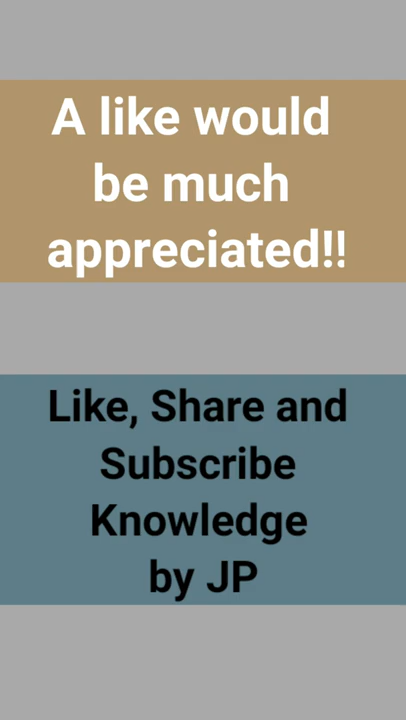 A like would
be much
appreciated!!
Like, Share and
Subscribe
Knowledge
by JP